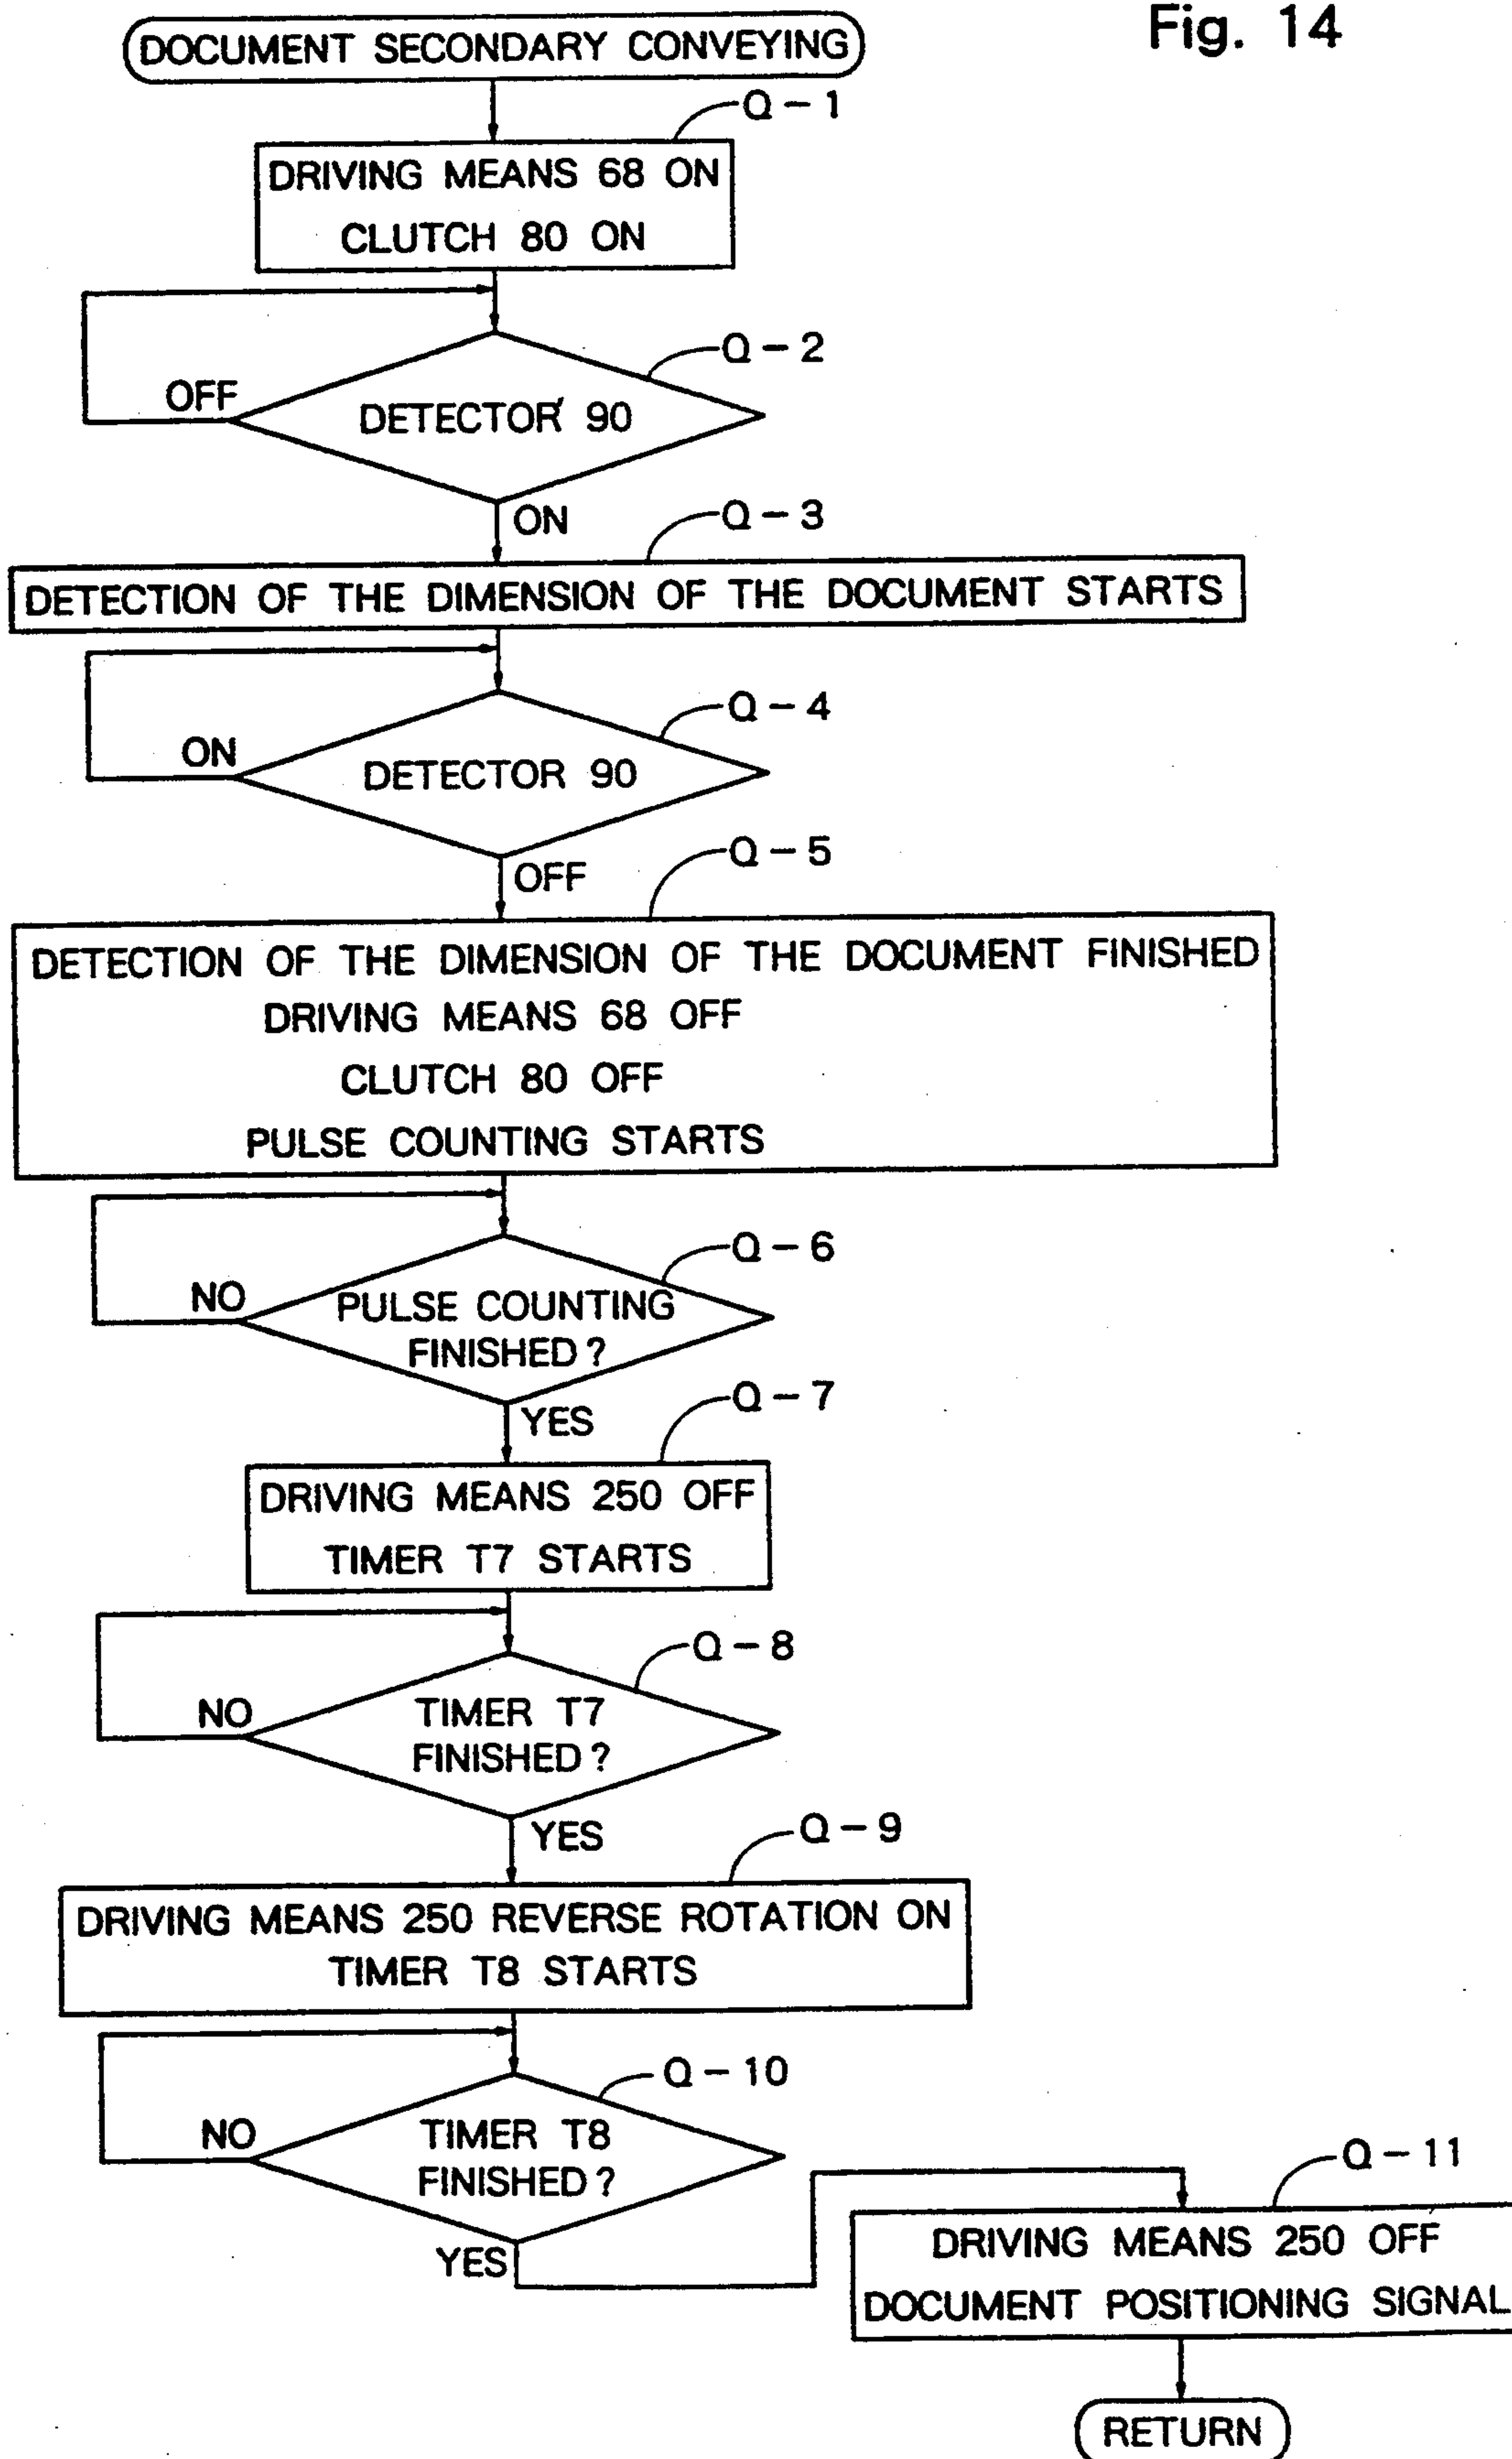 Fig. 14
DOCUMENT SECONDARY CONVEYING
Q-1
DRIVING MEANS 68 ON
CLUTCH 80 ON
Q-2
OFF
DETECTOR 90
ON
Q-3
DETECTION OF THE DIMENSION OF THE DOCUMENT STARTS
Q-4
ON
DETECTOR 90
Q-5
OFF
DETECTION OF THE DIMENSION OF THE DOCUMENT FINISHED
DRIVING MEANS 68 OFF
CLUTCH 80 OFF
PULSE COUNTING STARTS
Q-6
NO
PULSE COUNTING
FINISHED?
Q-7
YES
DRIVING MEANS 250 OFF
TIMER T7 STARTS
Q-8
NO
TIMER T7
FINISHED?
YES
Q-9
DRIVING MEANS 250 REVERSE ROTATION ON
TIMER T8 STARTS
Q-10
NO
TIMER T8
FINISHED?
YES
Q-11
DRIVING MEANS 250 OFF
DOCUMENT POSITIONING SIGNAL
RETURN